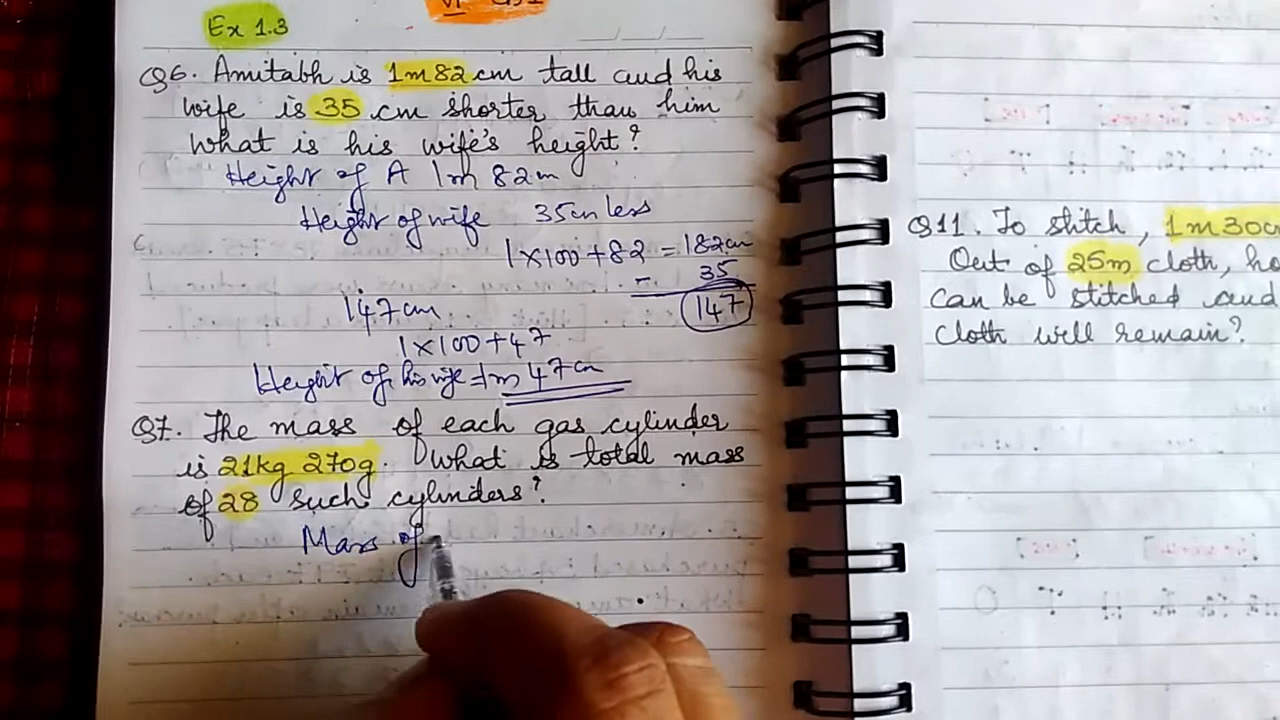 Ex 1.3
Q6. Amitabh is 1m 82 cm tall and his
wife is 35 cm shorter than him
what is his wife's height?
Height of A 1m 82cm
Height of wife 35cm less
1×100+82 = 182cm
- 35
147
147cm
1×100+47
Height of his wife = 1m 47cm
Q7. The mass of each gas cylinder
is 21kg 270g. What is total mass
of 28 such cylinders?
Mass of
Q11. To stitch, 1m 30c
Out of 25m cloth, ho
can be stitched and
cloth will remain?